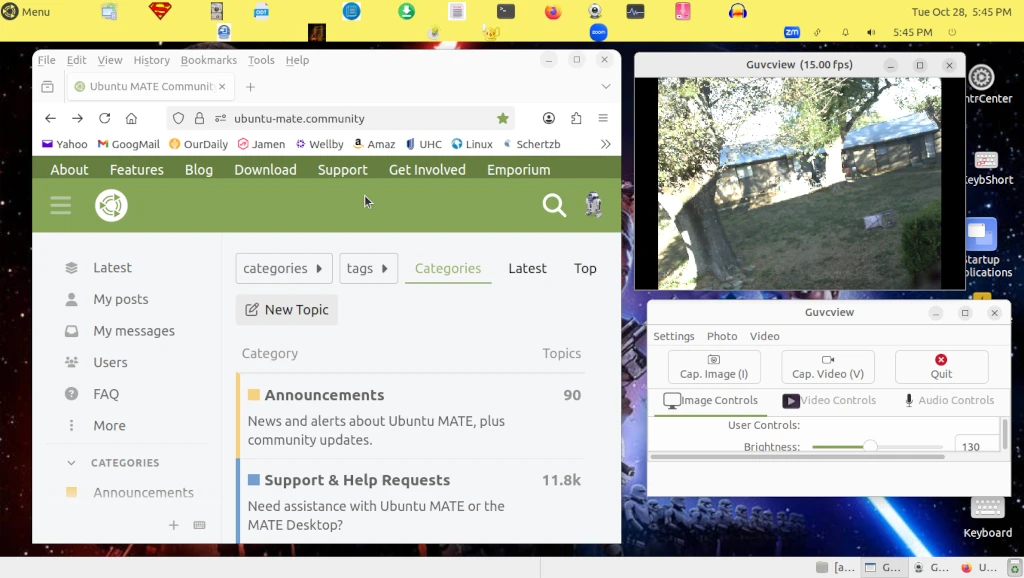 Menu
Tue Oct 28, 5:45 PM
zoom
zm
5:45 PM
File Edit View History Bookmarks Tools Help
Ubuntu MATE Communit
ubuntu-mate.community
Yahoo GoogMail OurDaily Jamen Wellby Amaz UHC Linux Schertzb
About Features Blog Download Support Get Involved Emporium
Latest
My posts
My messages
Users
FAQ
More
CATEGORIES
Announcements
categories tags Categories Latest Top
New Topic
Category Topics
Announcements 90
News and alerts about Ubuntu MATE, plus
community updates.
Support & Help Requests 11.8k
Need assistance with Ubuntu MATE or the
MATE Desktop?
Guvcview (15.00 fps)
Guvcview
Settings Photo Video
Cap. Image (I) Cap. Video (V) Quit
Image Controls Video Controls Audio Controls
User Controls:
Brightness: 130
ntrCenter
KeybShort
Startup
plications
Keyboard
[a... G... G... U...